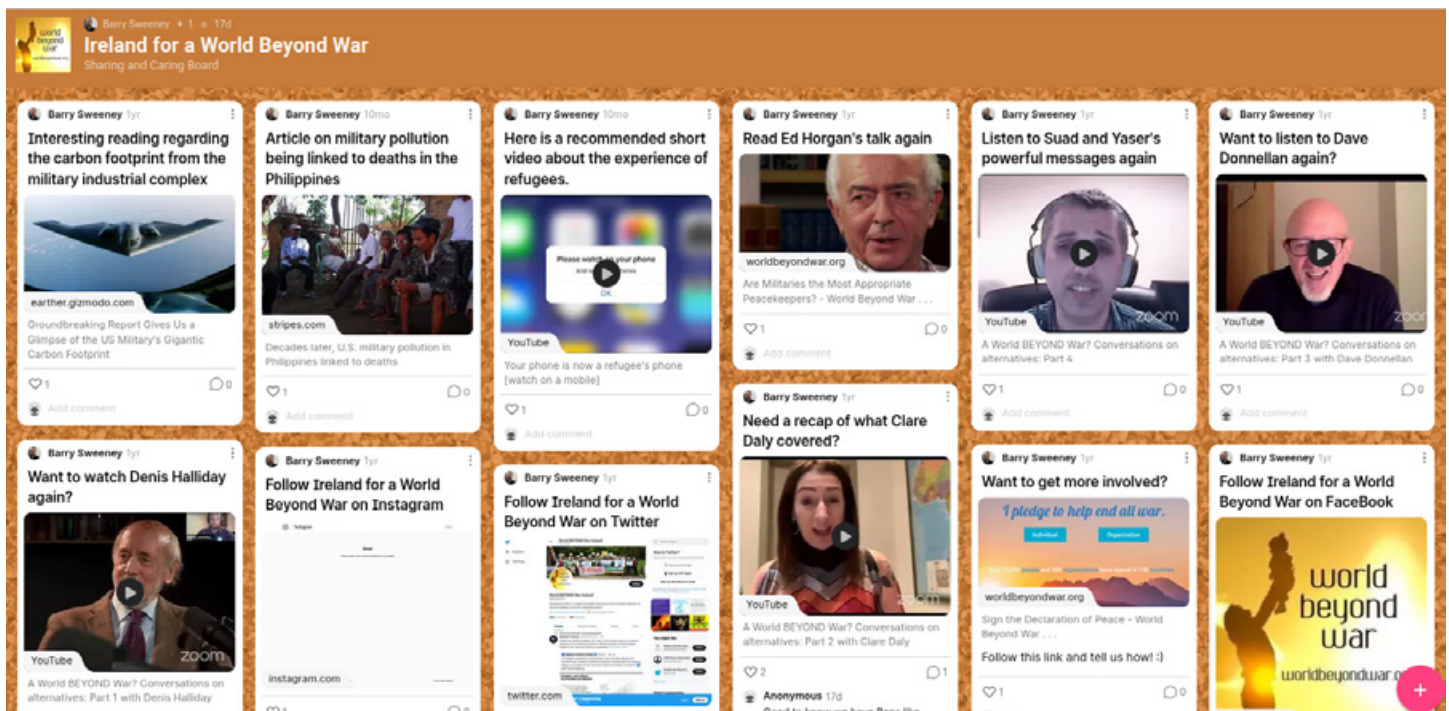 world
beyond
war
worldbeyondwar.org
Barry Sweeney + 1 17d
Ireland for a World Beyond War
Sharing and Caring Board
Barry Sweeney 1yr
Interesting reading regarding
the carbon footprint from the
military industrial complex
earther.gizmodo.com
Groundbreaking Report Gives Us a
Glimpse of the US Military's Gigantic
Carbon Footprint
1
0
Add comment
Barry Sweeney 1yr
Want to watch Denis Halliday
again?
YouTube
zoom
A World BEYOND War? Conversations on
alternatives: Part 1 with Denis Halliday
Barry Sweeney 10mo
Article on military pollution
being linked to deaths in the
Philippines
stripes.com
Decades later, U.S. military pollution in
Philippines linked to deaths
1
0
Add comment
Barry Sweeney 1yr
Follow Ireland for a World
Beyond War on Instagram
instagram.com
Barry Sweeney 10mo
Here is a recommended short
video about the experience of
refugees.
Please watch on your phone
OK
YouTube
Your phone is now a refugee's phone
[watch on a mobile]
1
0
Add comment
Barry Sweeney 1yr
Follow Ireland for a World
Beyond War on Twitter
twitter.com
Barry Sweeney 1yr
Read Ed Horgan's talk again
worldbeyondwar.org
Are Militaries the Most Appropriate
Peacekeepers? - World Beyond War . . .
1
0
Add comment
Barry Sweeney 1yr
Need a recap of what Clare
Daly covered?
YouTube
zoom
A World BEYOND War? Conversations on
alternatives: Part 2 with Clare Daly
2
1
Anonymous 17d
Barry Sweeney 1yr
Listen to Suad and Yaser's
powerful messages again
YouTube
zoom
A World BEYOND War? Conversations on
alternatives: Part 4
1
0
Add comment
Barry Sweeney 1yr
Want to get more involved?
I pledge to help end all war.
Individual
Organization
worldbeyondwar.org
Sign the Declaration of Peace - World
Beyond War . . .
Follow this link and tell us how! :)
1
0
Barry Sweeney 1yr
Want to listen to Dave
Donnellan again?
YouTube
zoor
A World BEYOND War? Conversations on
alternatives: Part 3 with Dave Donnellan
1
0
Add comment
Barry Sweeney 1yr
Follow Ireland for a World
Beyond War on FaceBook
world
beyond
war
worldbeyondwar.o
+